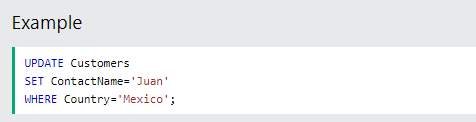 Example
UPDATE Customers
SET ContactName='Juan'
WHERE Country='Mexico';